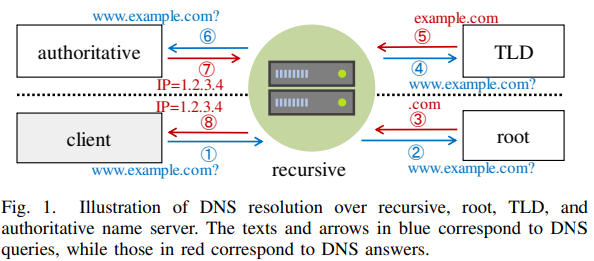 www.example.com?
example.com
authoritative
⑥
⑤
TLD
⑦
④
IP=1.2.3.4
www.example.com?
IP=1.2.3.4
.com
client
⑧
③
root
①
②
www.example.com?
recursive
www.example.com?
Fig. 1. Illustration of DNS resolution over recursive, root, TLD, and
authoritative name server. The texts and arrows in blue correspond to DNS
queries, while those in red correspond to DNS answers.